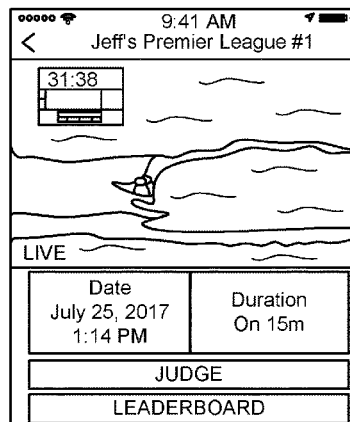 9:41 AM
Jeff's Premier League #1
31:38
LIVE
Date
July 25, 2017
1:14 PM
Duration
On 15m
JUDGE
LEADERBOARD